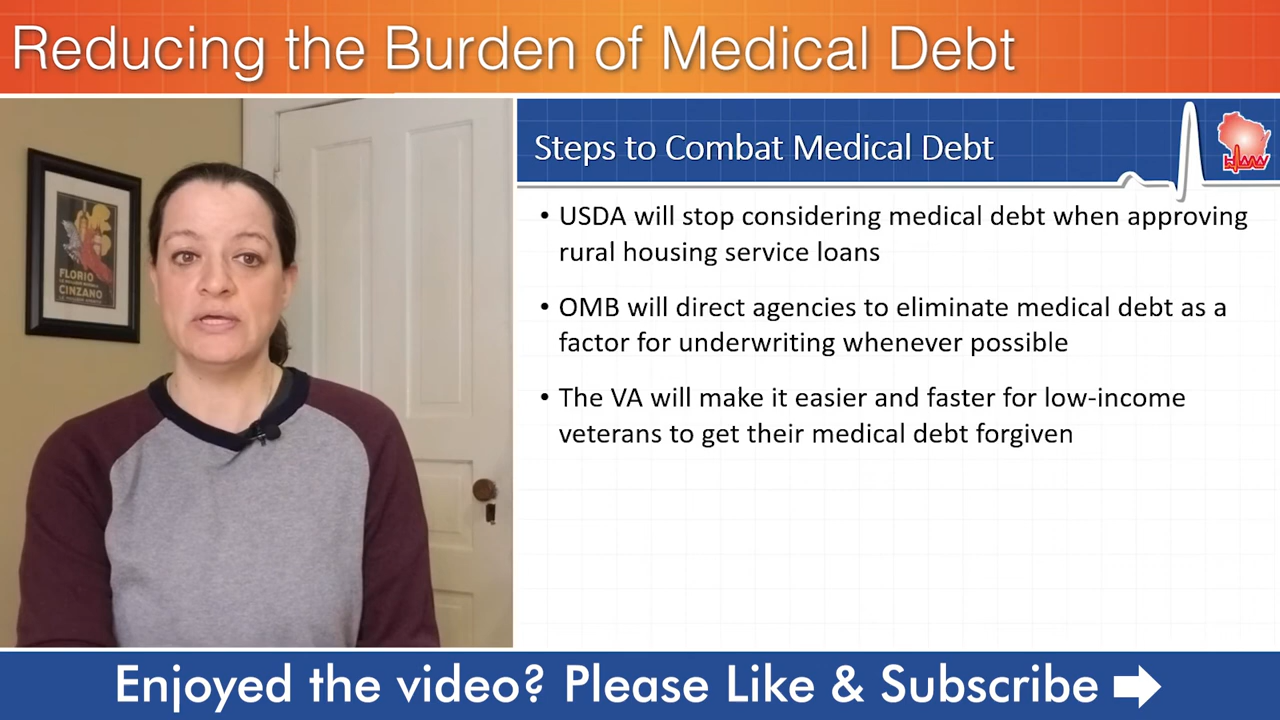 Reducing the Burden of Medical Debt
FLORIO
CINZANO
Steps to Combat Medical Debt
• USDA will stop considering medical debt when approving
rural housing service loans
• OMB will direct agencies to eliminate medical debt as a
factor for underwriting whenever possible
• The VA will make it easier and faster for low-income
veterans to get their medical debt forgiven
Enjoyed the video? Please Like & Subscribe